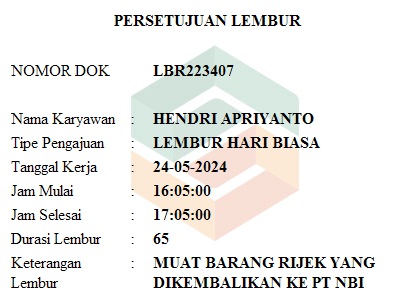 PERSETUJUAN LEMBUR
NOMOR DOK LBR223407
Nama Karyawan : HENDRI APRIYANTO
Tipe Pengajuan : LEMBUR HARI BIASA
Tanggal Kerja : 24-05-2024
Jam Mulai : 16:05:00
Jam Selesai : 17:05:00
Durasi Lembur : 65
Keterangan : MUAT BARANG RIJEK YANG
Lembur DIKEMBALIKAN KE PT NBI